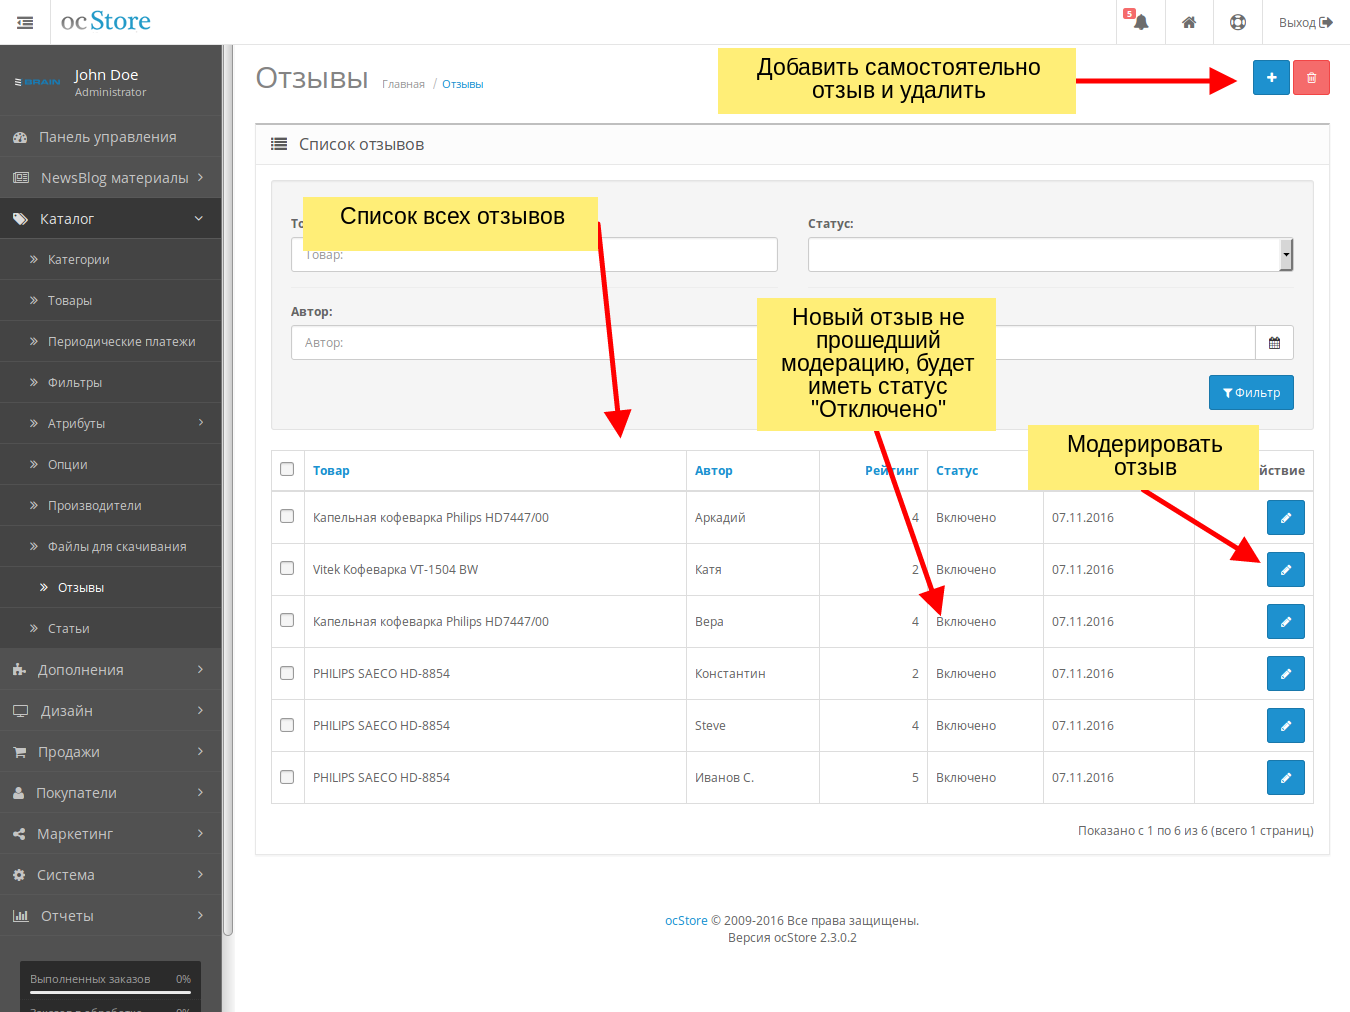 ocStore
5
Выход
John Doe
Administrator
Отзывы
Главная / Отзывы
Добавить самостоятельно
отзыв и удалить
Панель управления
NewsBlog материалы
Каталог
Категории
Товары
Периодические платежи
Фильтры
Атрибуты
Опции
Производители
Файлы для скачивания
Отзывы
Статьи
Дополнения
Дизайн
Продажи
Покупатели
Маркетинг
Система
Отчеты
Выполненных заказов 0%
Список отзывов
Список всех отзывов
Товар:
Статус:
Автор:
Автор:
Новый отзыв не
прошедший
модерацию, будет
иметь статус
"Отключено"
Фильтр
Модерировать
отзыв
Товар Автор Рейтинг Статус
Капельная кофеварка Philips HD7447/00 Аркадий 4 Включено 07.11.2016
Vitek Кофеварка VT-1504 BW Катя 2 Включено 07.11.2016
Капельная кофеварка Philips HD7447/00 Вера 4 Включено 07.11.2016
PHILIPS SAECO HD-8854 Константин 2 Включено 07.11.2016
PHILIPS SAECO HD-8854 Steve 4 Включено 07.11.2016
PHILIPS SAECO HD-8854 Иванов С. 5 Включено 07.11.2016
Показано с 1 по 6 из 6 (всего 1 страниц)
ocStore © 2009-2016 Все права защищены.
Версия ocStore 2.3.0.2